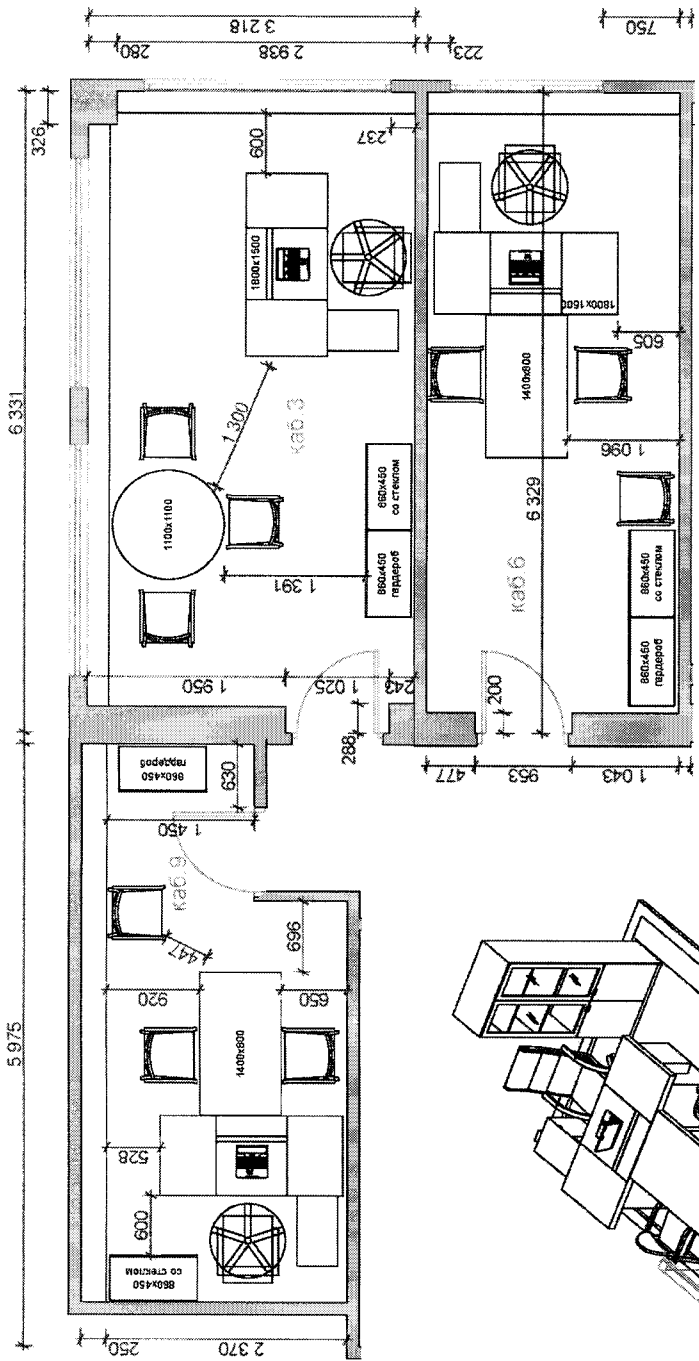 3 218
2 938
280
223
750
6 331
326
600
237
1800x1500
1800x1500
605
1.300
каб. 3
1100x1100
1 391
860x450
со стеклом
860x450
гардероб
1400x800
1 096
6 329
каб 6
860x450
со стеклом
860x450
гардероб
1 950
1 025
243
288
200
477
953
1 043
5 975
860x450
гардероб
630
1 450
каб. 9
447
696
920
650
1400x800
528
600
860x450
со стеклом
250
2 370